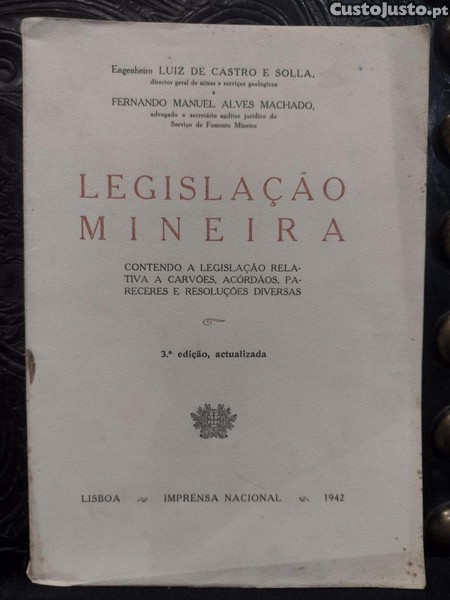 CustoJusto.pt
Engenheiro LUIZ DE CASTRO E SOLLA,
director geral de minas e serviços geológicos
e
FERNANDO MANUEL ALVES MACHADO,
advogado e secretário auditor jurídico do
Serviço de Fomento Mineiro
LEGISLAÇÃO
MINEIRA
CONTENDO A LEGISLAÇÃO RELA-
TIVA A CARVÕES, ACÓRDÃOS, PA-
RECERES E RESOLUÇÕES DIVERSAS
3.ª edição, actualizada
LISBOA IMPRENSA NACIONAL 1942